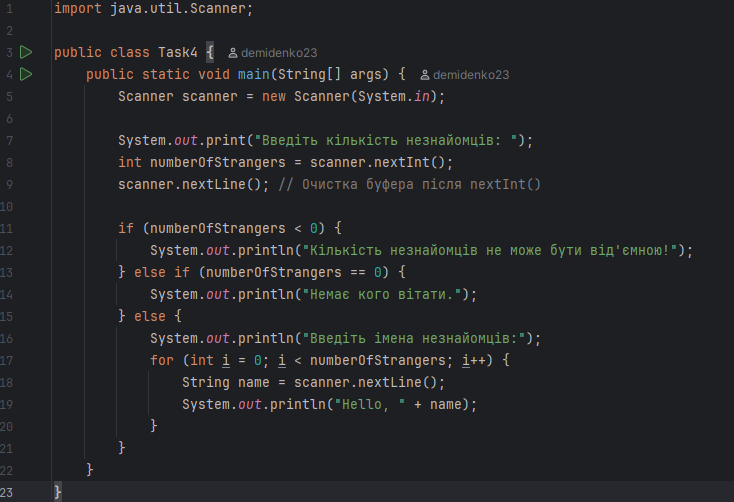 1 import java.util.Scanner;
2
3 public class Task4 { demidenko23
4 public static void main(String[] args) { demidenko23
5 Scanner scanner = new Scanner(System.in);
6
7 System.out.print("Введіть кількість незнайомців: ");
8 int numberOfStrangers = scanner.nextInt();
9 scanner.nextLine(); // Очистка буфера після nextInt()
10
11 if (numberOfStrangers < 0) {
12 System.out.println("Кількість незнайомців не може бути від'ємною!");
13 } else if (numberOfStrangers == 0) {
14 System.out.println("Немає кого вітати.");
15 } else {
16 System.out.println("Введіть імена незнайомців:");
17 for (int i = 0; i < numberOfStrangers; i++) {
18 String name = scanner.nextLine();
19 System.out.println("Hello, " + name);
20 }
21 }
22 }
23 }